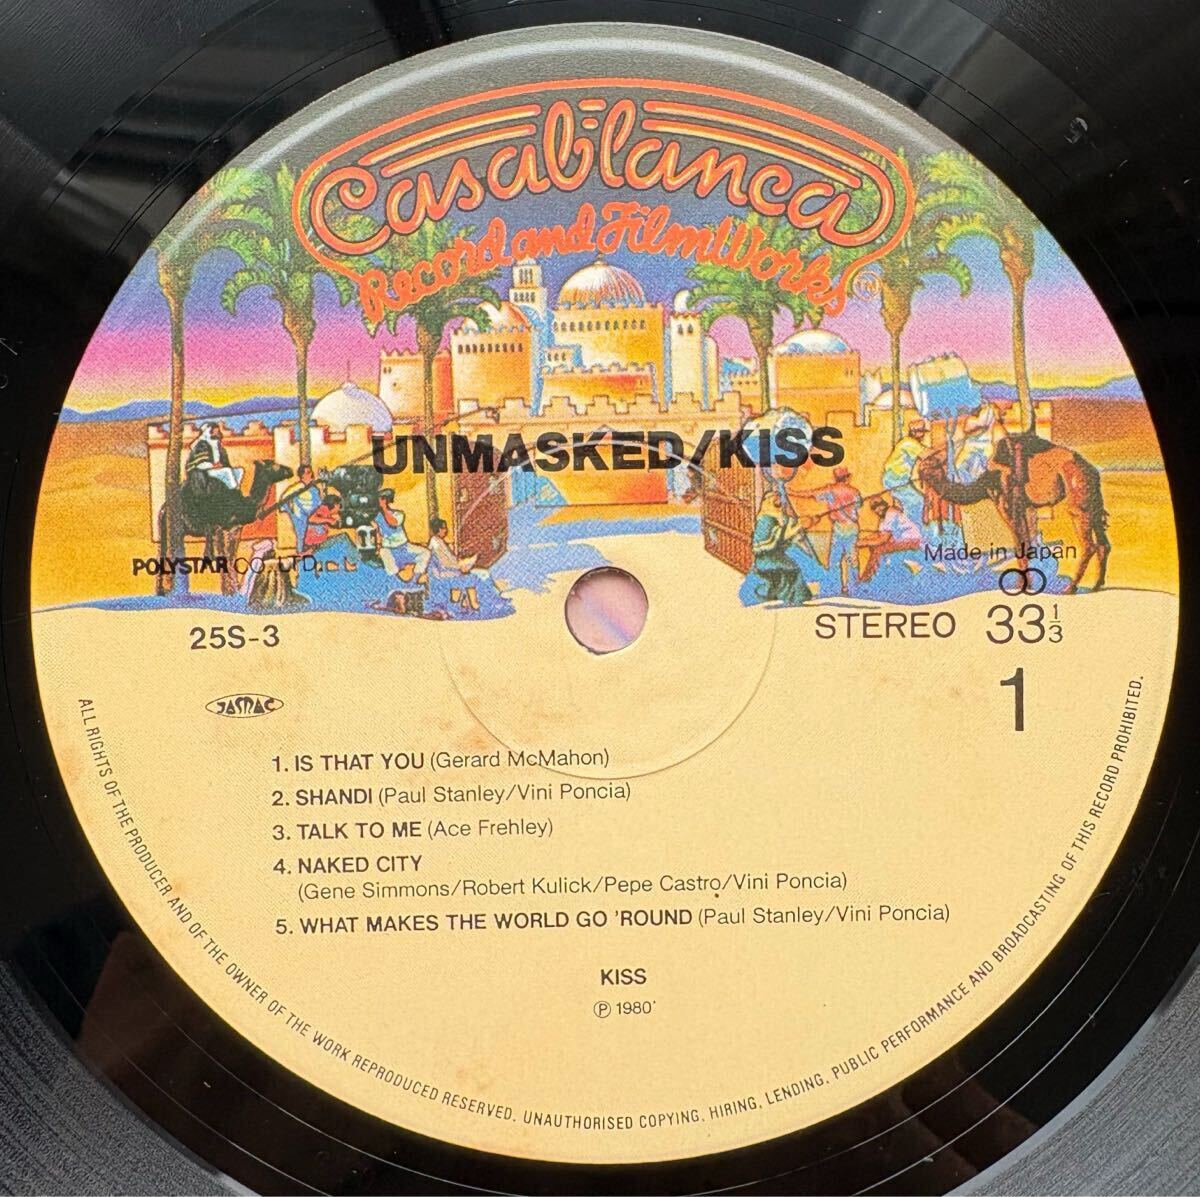 Casablanca
Record and FilmWorks TM
UNMASKED/KISS
POLYSTAR CO., LTD.
Made in Japan
25S-3
STEREO 33 1/3
1
JASRAC
1. IS THAT YOU (Gerard McMahon)
2. SHANDI (Paul Stanley/Vini Poncia)
3. TALK TO ME (Ace Frehley)
4. NAKED CITY
(Gene Simmons/Robert Kulick/Pepe Castro/Vini Poncia)
5. WHAT MAKES THE WORLD GO 'ROUND (Paul Stanley/Vini Poncia)
KISS
℗ 1980'
ALL RIGHTS OF THE PRODUCER AND OF THE OWNER OF THE WORK REPRODUCED RESERVED. UNAUTHORISED COPYING, HIRING, LENDING, PUBLIC PERFORMANCE AND BROADCASTING OF THIS RECORD PROHIBITED.